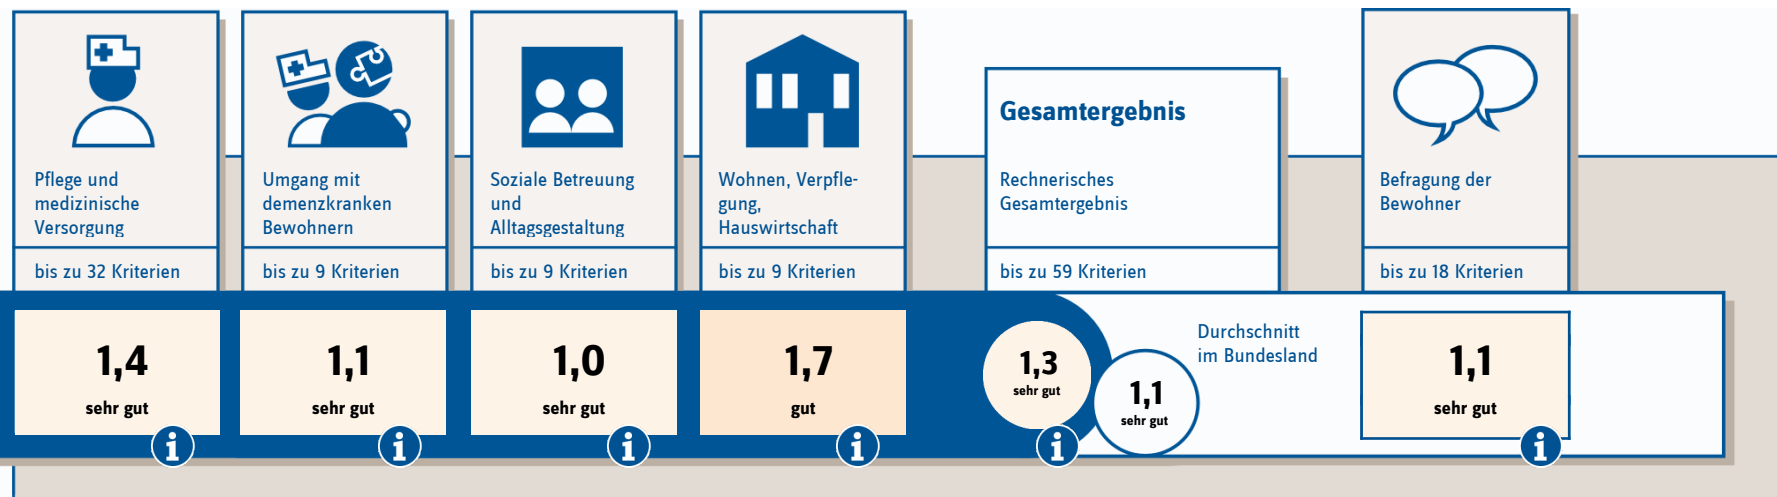 Pflege und
medizinische
Versorgung
bis zu 32 Kriterien
1,4
sehr gut
i
Umgang mit
demenzkranken
Bewohnern
bis zu 9 Kriterien
1,1
sehr gut
i
Soziale Betreuung
und
Alltagsgestaltung
bis zu 9 Kriterien
1,0
sehr gut
i
Wohnen, Verpfle-
gung,
Hauswirtschaft
bis zu 9 Kriterien
1,7
gut
i
Gesamtergebnis
Rechnerisches
Gesamtergebnis
bis zu 59 Kriterien
1,3
sehr gut
i
1,1
sehr gut
Durchschnitt
im Bundesland
Befragung der
Bewohner
bis zu 18 Kriterien
1,1
sehr gut
i